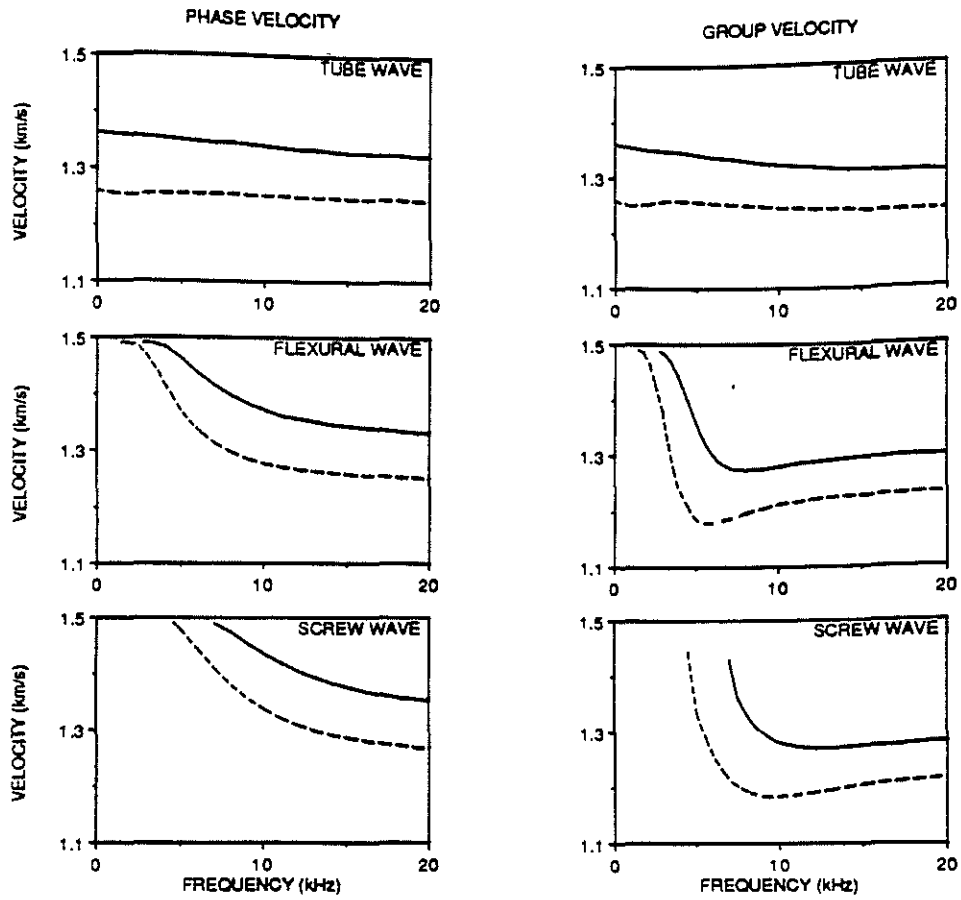 PHASE VELOCITY
GROUP VELOCITY
TUBE WAVE
1.5
1.3
1.1
VELOCITY (km/s)
0
10
20
TUBE WAVE
1.5
1.3
1.1
0
10
20
FLEXURAL WAVE
1.5
1.3
1.1
VELOCITY (km/s)
0
10
20
FLEXURAL WAVE
1.5
1.3
1.1
0
10
20
SCREW WAVE
1.5
1.3
1.1
VELOCITY (km/s)
0
10
20
FREQUENCY (kHz)
SCREW WAVE
1.5
1.3
1.1
0
10
20
FREQUENCY (kHz)